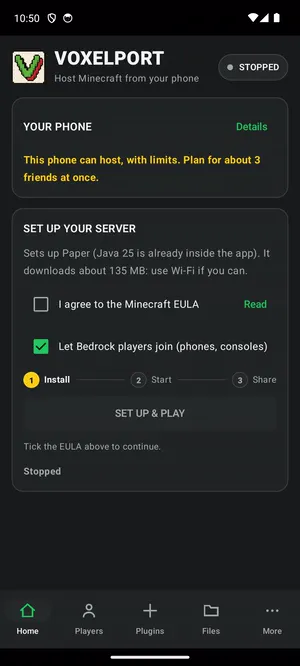 10:50
VOXELPORT
Host Minecraft from your phone
STOPPED
YOUR PHONE
Details
This phone can host, with limits. Plan for about 3
friends at once.
SET UP YOUR SERVER
Sets up Paper (Java 25 is already inside the app). It
downloads about 135 MB: use Wi-Fi if you can.
I agree to the Minecraft EULA
Read
Let Bedrock players join (phones, consoles)
1 Install
2 Start
3 Share
SET UP & PLAY
Tick the EULA above to continue.
Stopped
Home
Players
Plugins
Files
More